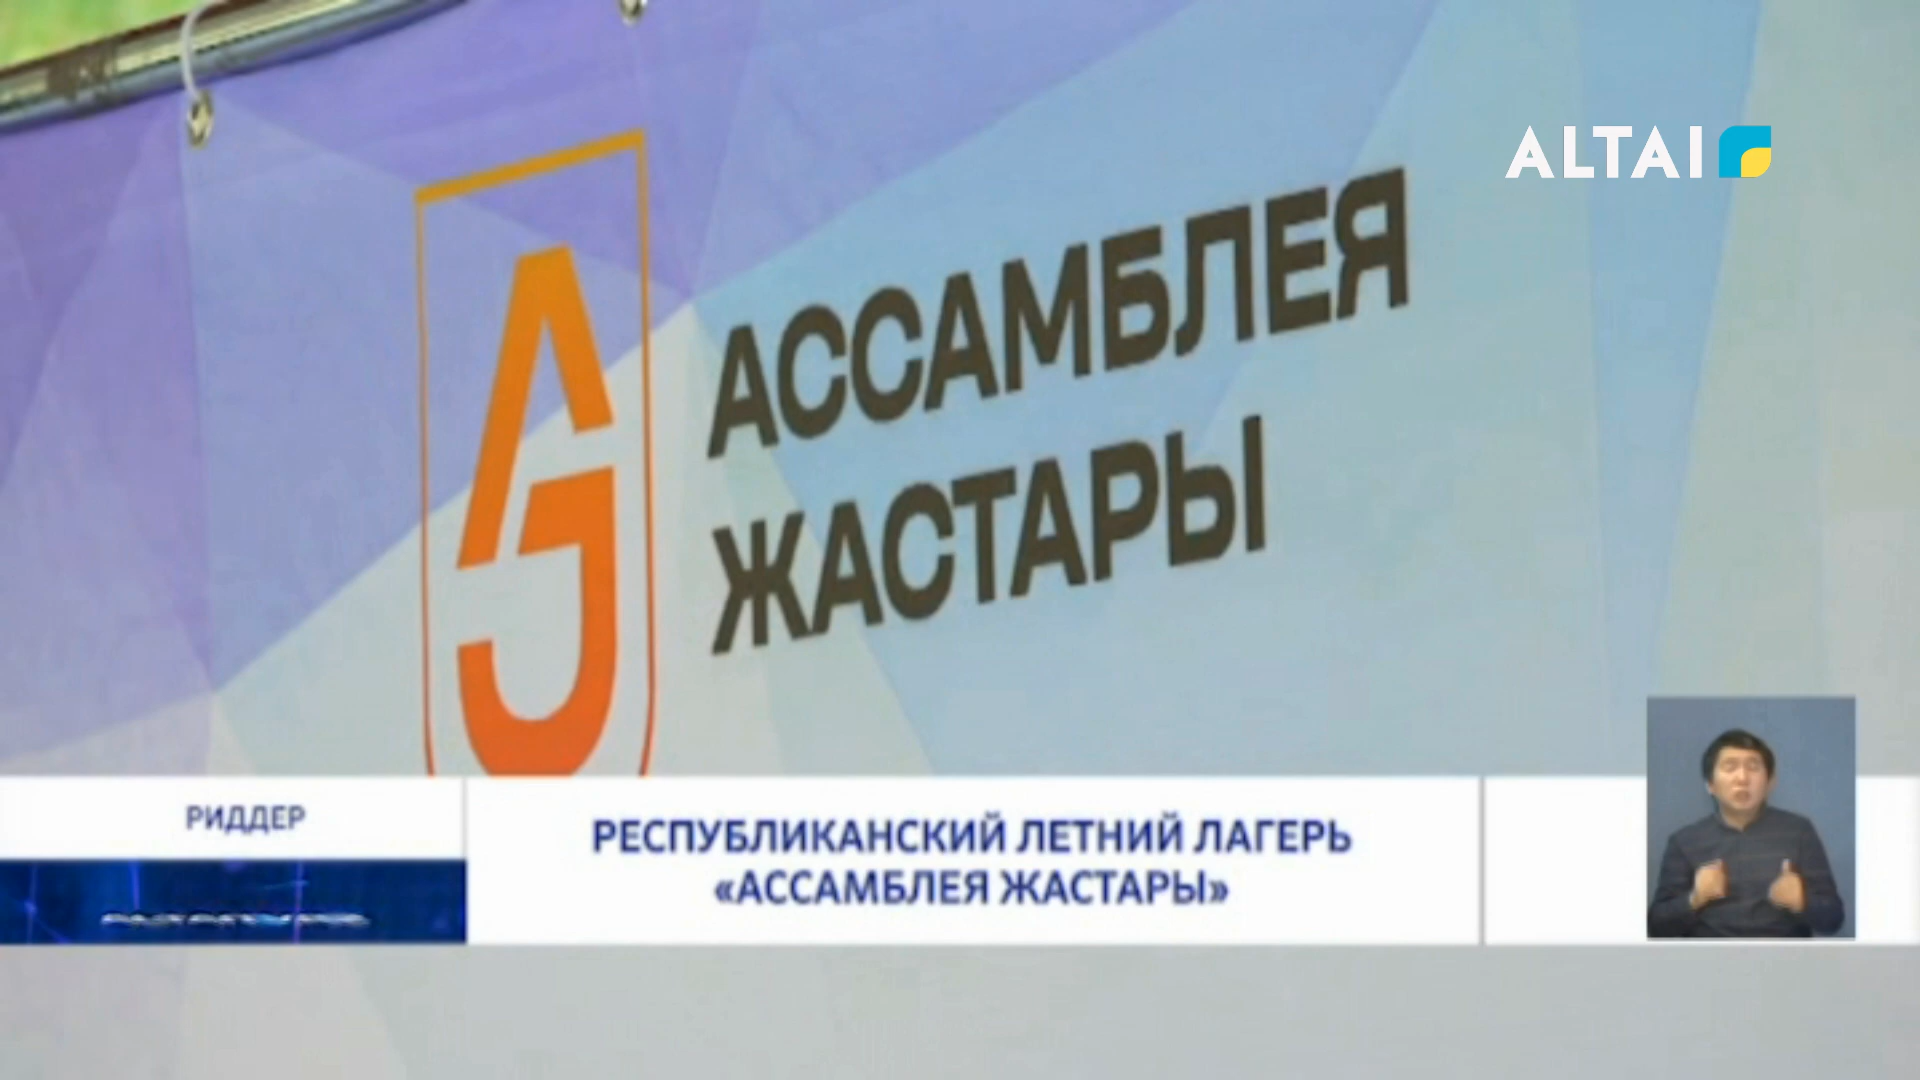 ALTAI
АССАМБЛЕЯ
ЖАСТАРЫ
РИДДЕР
РЕСПУБЛИКАНСКИЙ ЛЕТНИЙ ЛАГЕРЬ
«АССАМБЛЕЯ ЖАСТАРЫ»